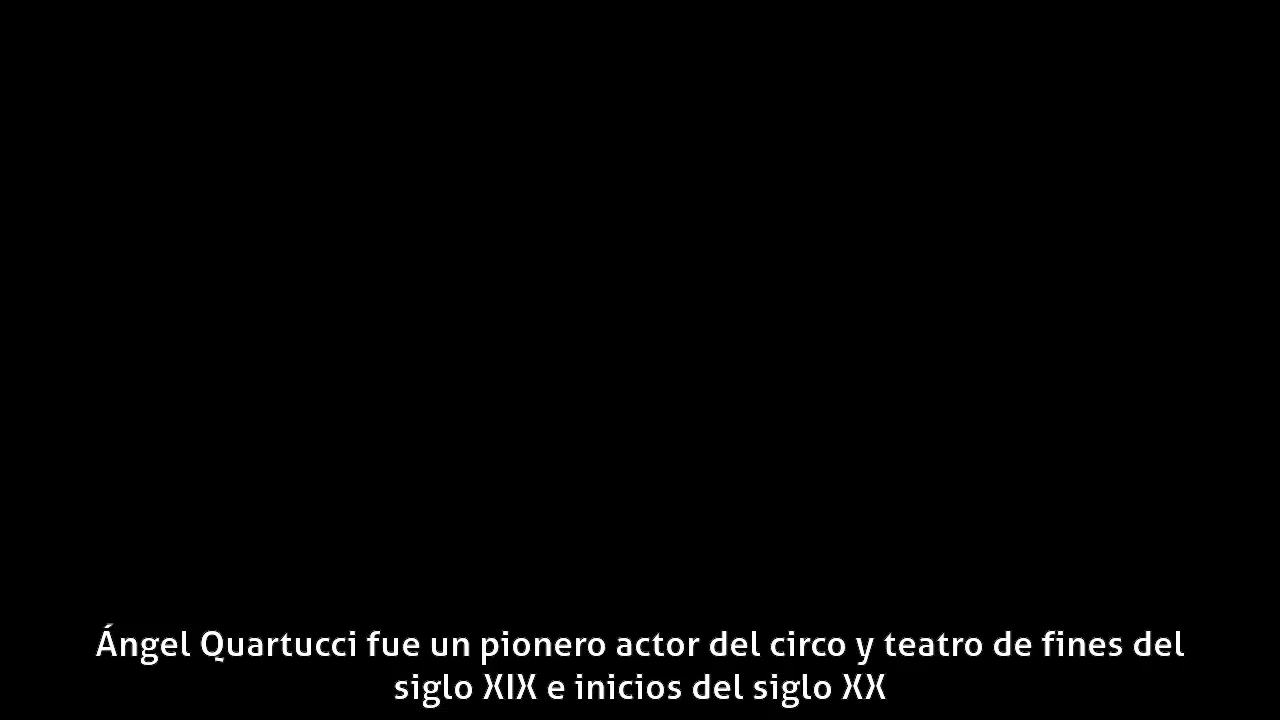 Ángel Quartucci fue un pionero actor del circo y teatro de fines del
siglo XIX e inicios del siglo XX